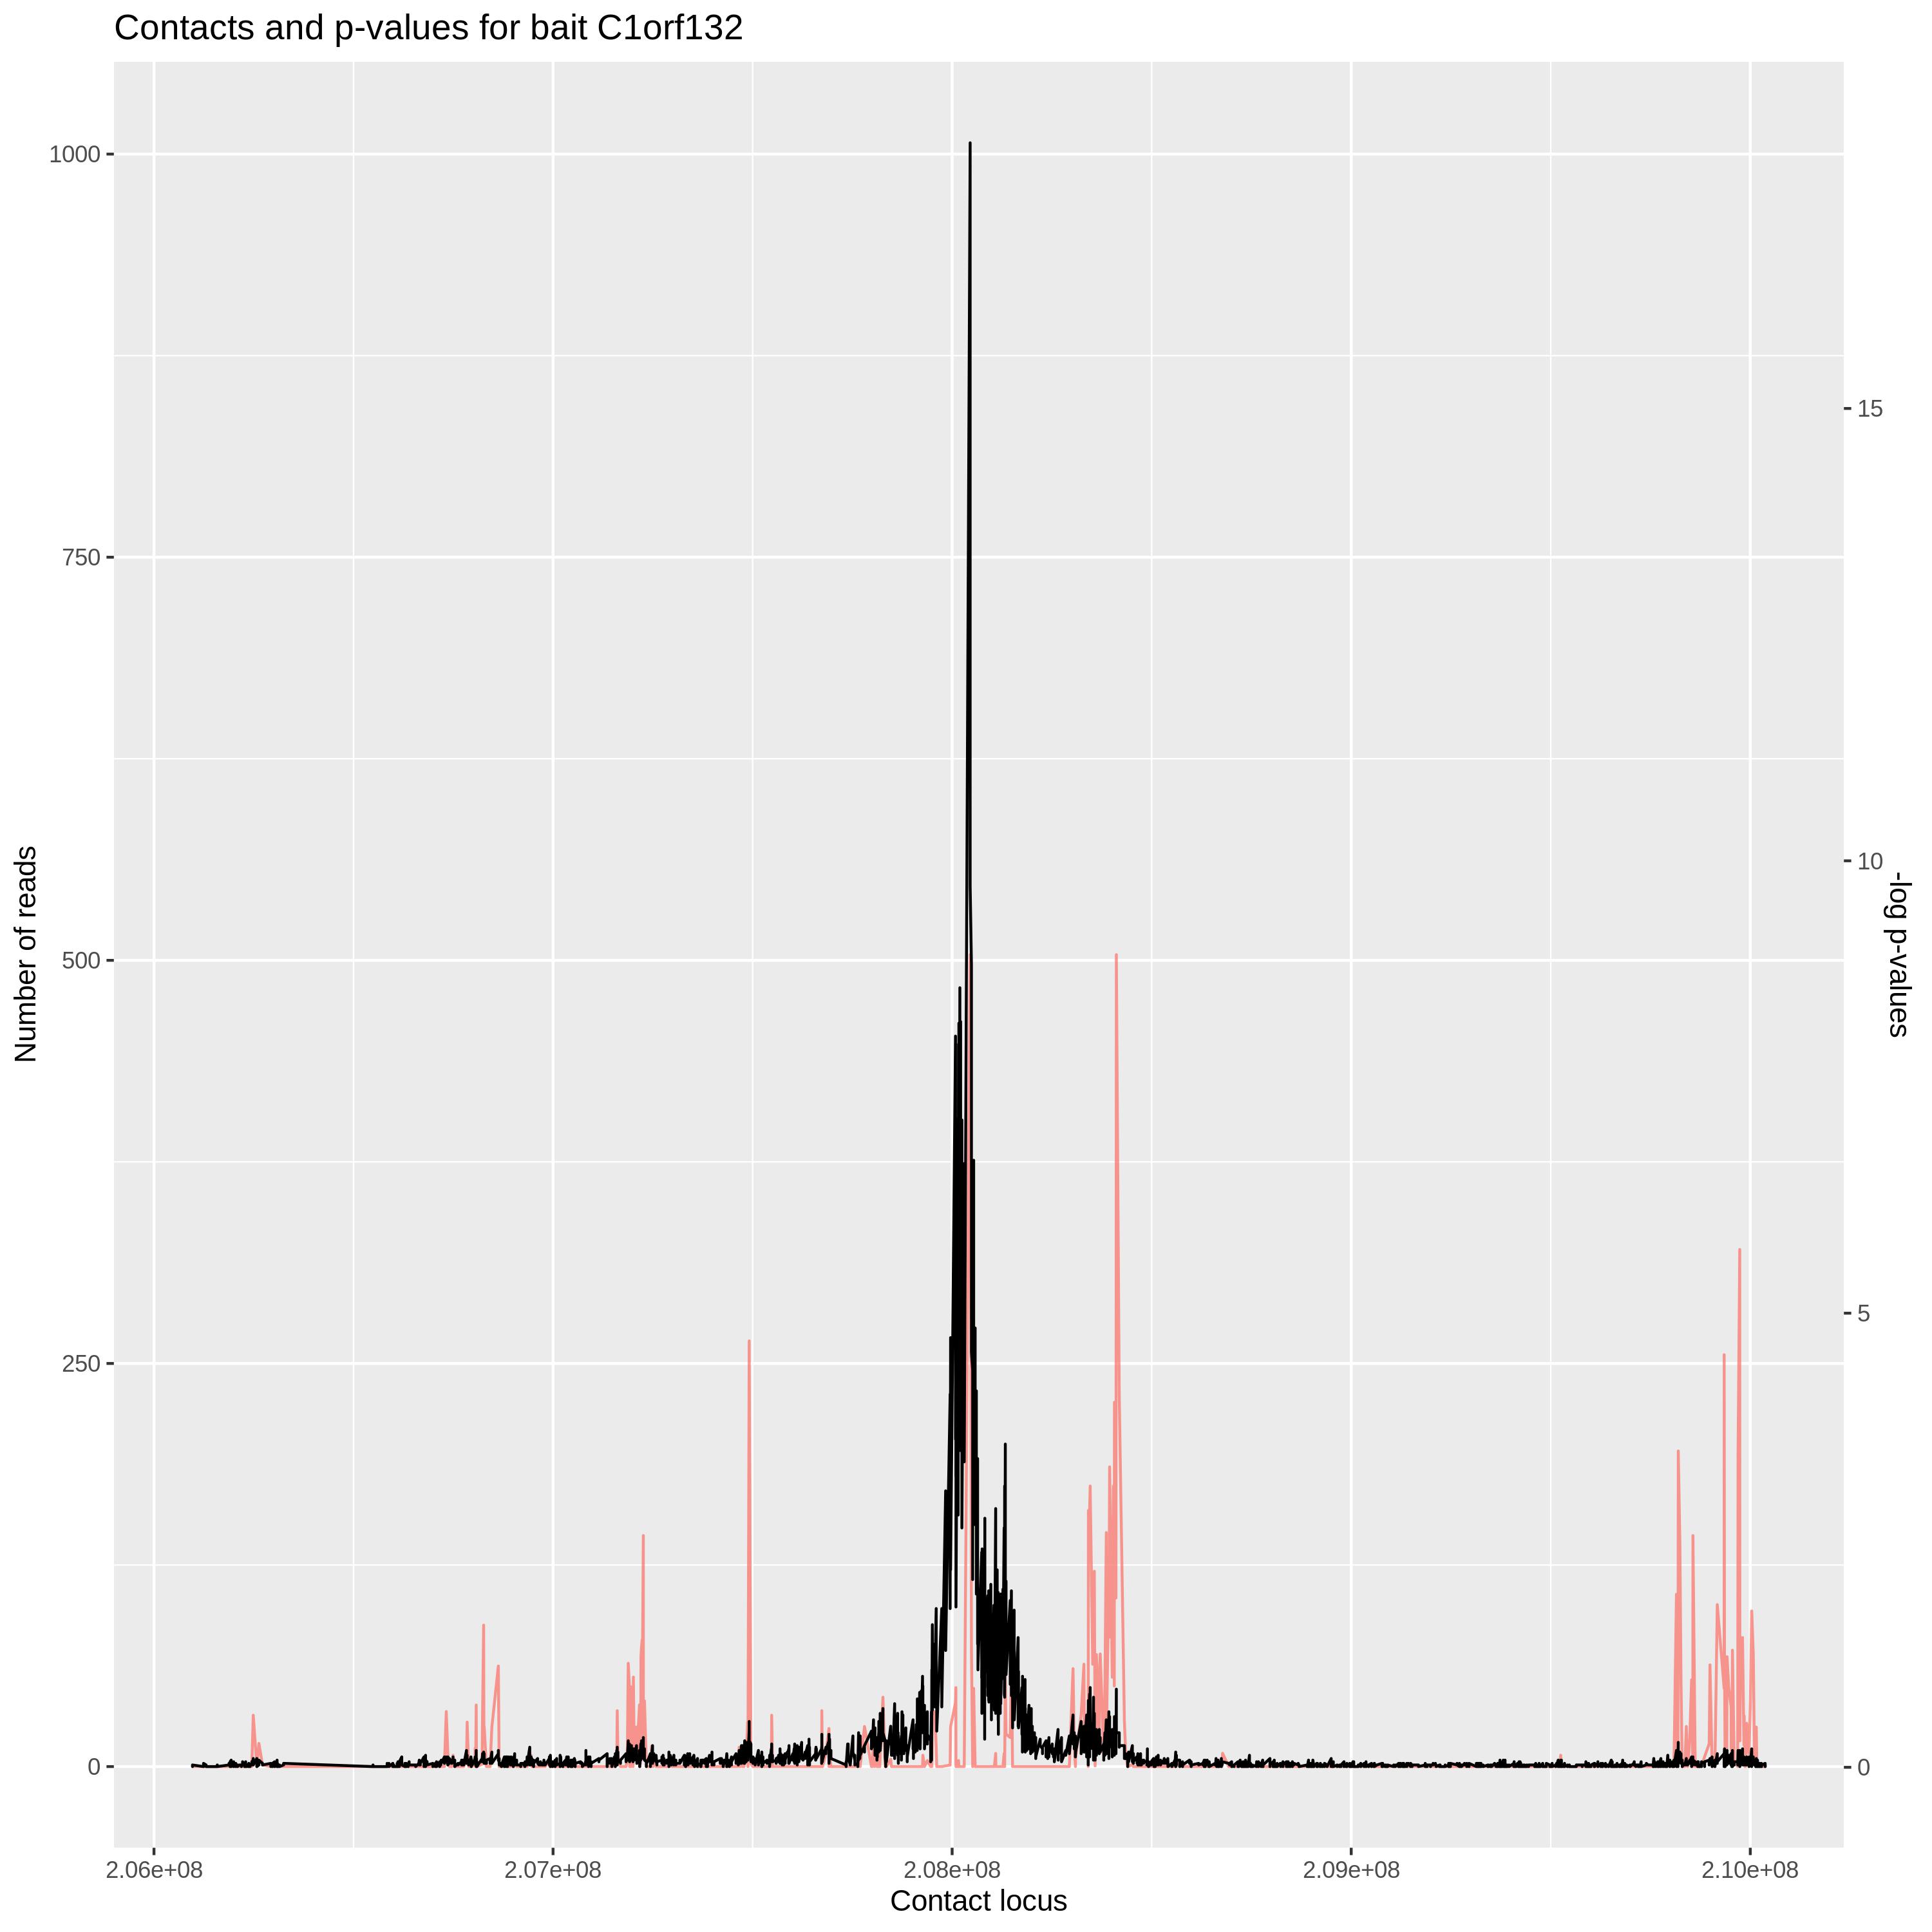 Contacts and p-values for bait C1orf132
1000
750
500
250
0
Number of reads
15
10
5
0
-log p-values
2.06e+08 2.07e+08 2.08e+08 2.09e+08 2.10e+08
Contact locus